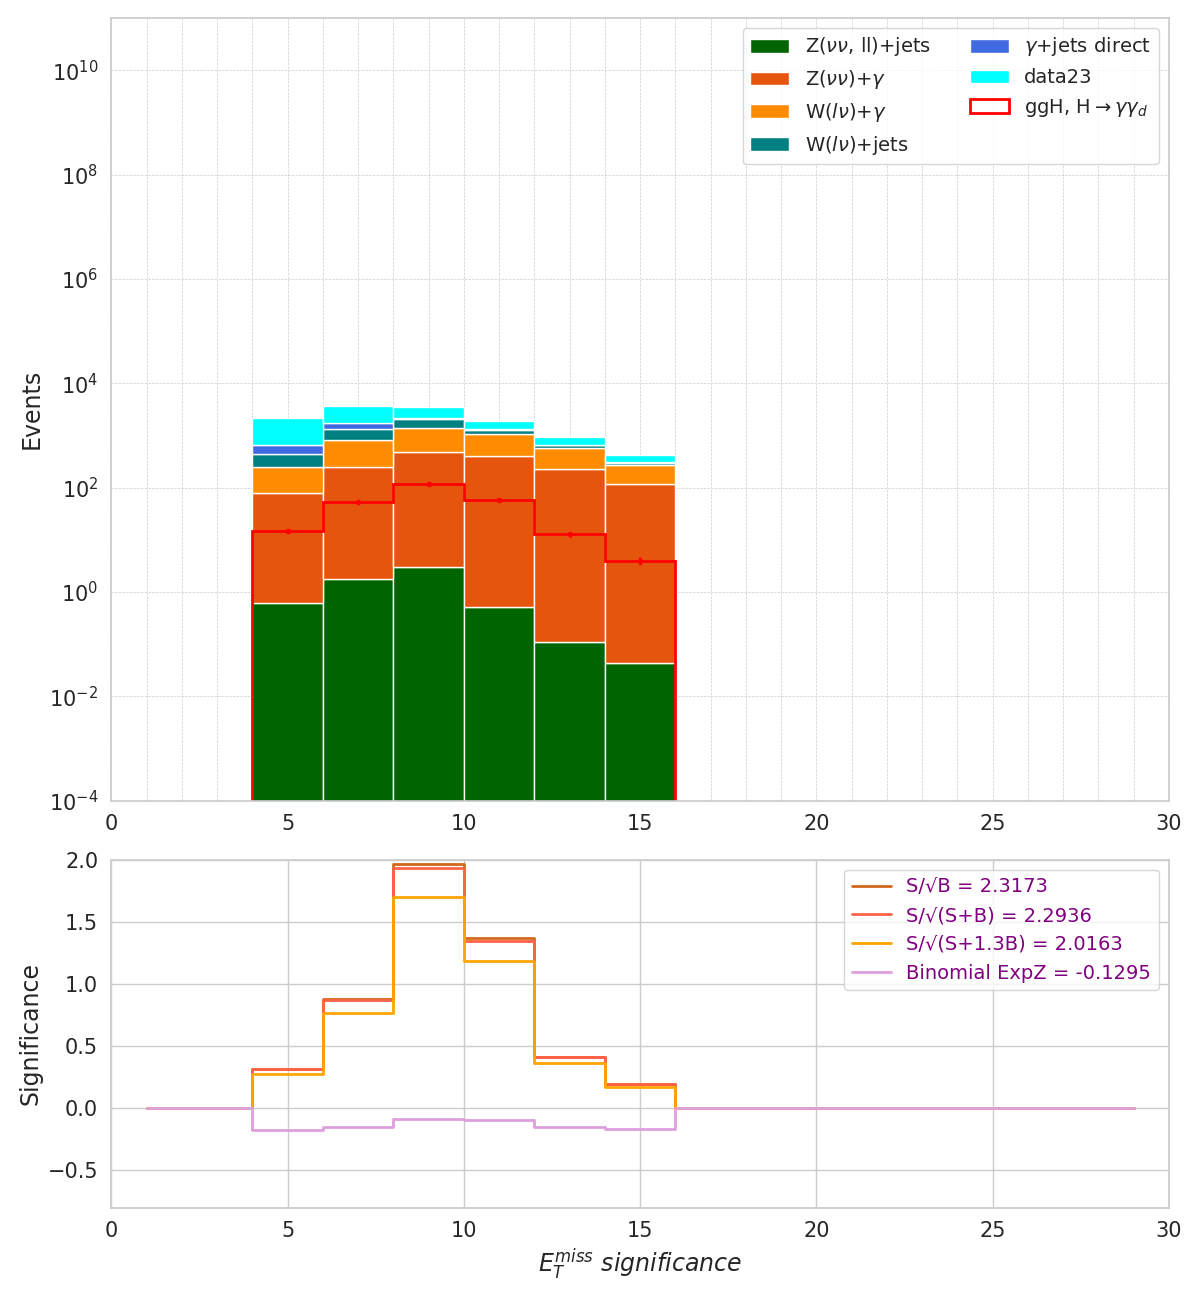 Z(νν, ll)+jets
Z(νν)+γ
W(lν)+γ
W(lν)+jets
γ+jets direct
data23
ggH, H→γγ_d
Events
10^10
10^8
10^6
10^4
10^2
10^0
10^−2
10^−4
0 5 10 15 20 25 30
S/√B = 2.3173
S/√(S+B) = 2.2936
S/√(S+1.3B) = 2.0163
Binomial ExpZ = -0.1295
Significance
2.0
1.5
1.0
0.5
0.0
−0.5
0 5 10 15 20 25 30
E_T^miss significance